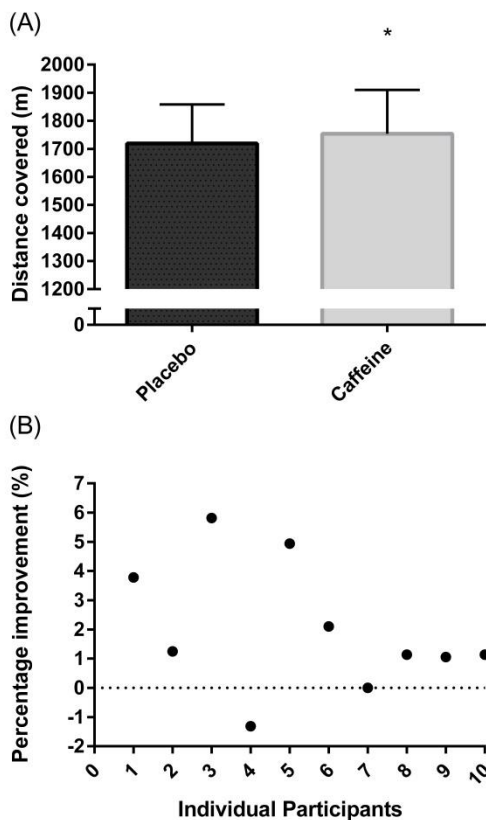 (A)
*
Distance covered (m)
2000
1900
1800
1700
1600
1500
1400
1300
1200
0
Placebo
Caffeine
(B)
Percentage improvement (%)
7
6
5
4
3
2
1
0
-1
-2
0 1 2 3 4 5 6 7 8 9 10
Individual Participants